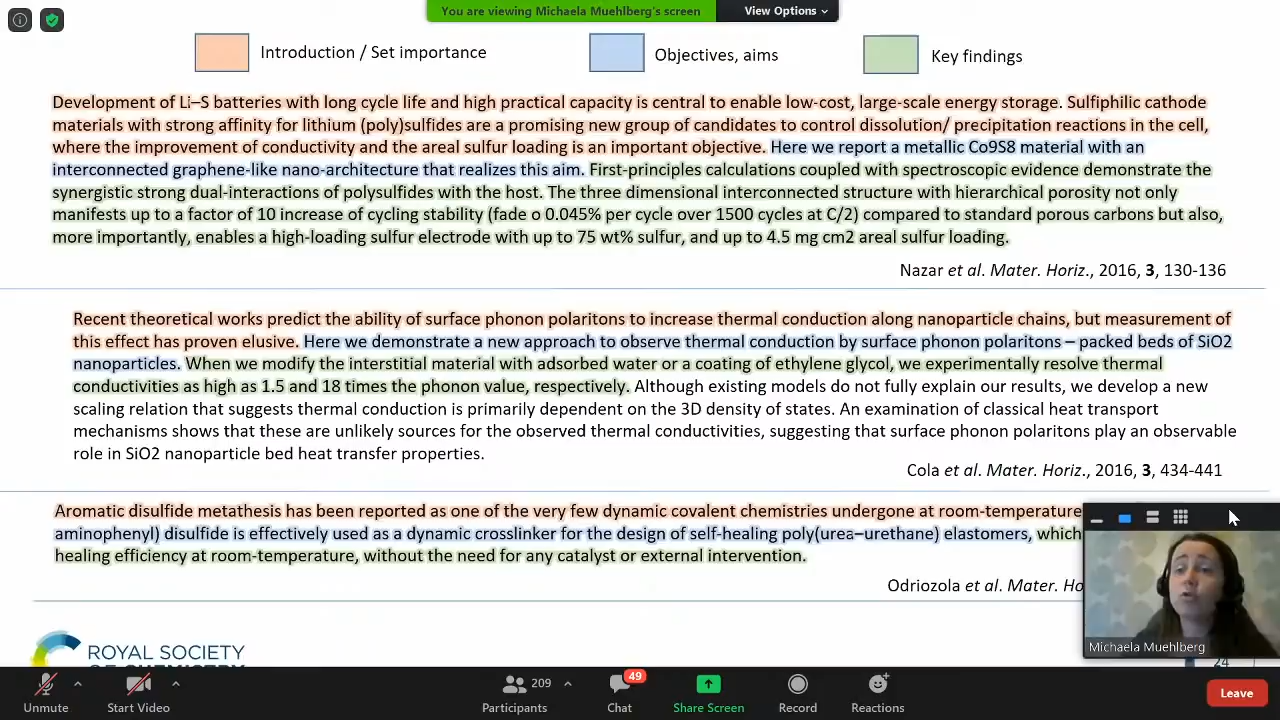 You are viewing Michaela Muehlberg's screen
View Options
Introduction / Set importance
Objectives, aims
Key findings
Development of Li–S batteries with long cycle life and high practical capacity is central to enable low-cost, large-scale energy storage. Sulfiphilic cathode
materials with strong affinity for lithium (poly)sulfides are a promising new group of candidates to control dissolution/ precipitation reactions in the cell,
where the improvement of conductivity and the areal sulfur loading is an important objective. Here we report a metallic Co9S8 material with an
interconnected graphene-like nano-architecture that realizes this aim. First-principles calculations coupled with spectroscopic evidence demonstrate the
synergistic strong dual-interactions of polysulfides with the host. The three dimensional interconnected structure with hierarchical porosity not only
manifests up to a factor of 10 increase of cycling stability (fade o 0.045% per cycle over 1500 cycles at C/2) compared to standard porous carbons but also,
more importantly, enables a high-loading sulfur electrode with up to 75 wt% sulfur, and up to 4.5 mg cm2 areal sulfur loading.
Nazar et al. Mater. Horiz., 2016, 3, 130-136
Recent theoretical works predict the ability of surface phonon polaritons to increase thermal conduction along nanoparticle chains, but measurement of
this effect has proven elusive. Here we demonstrate a new approach to observe thermal conduction by surface phonon polaritons – packed beds of SiO2
nanoparticles. When we modify the interstitial material with adsorbed water or a coating of ethylene glycol, we experimentally resolve thermal
conductivities as high as 1.5 and 18 times the phonon value, respectively. Although existing models do not fully explain our results, we develop a new
scaling relation that suggests thermal conduction is primarily dependent on the 3D density of states. An examination of classical heat transport
mechanisms shows that these are unlikely sources for the observed thermal conductivities, suggesting that surface phonon polaritons play an observable
role in SiO2 nanoparticle bed heat transfer properties.
Cola et al. Mater. Horiz., 2016, 3, 434-441
Aromatic disulfide metathesis has been reported as one of the very few dynamic covalent chemistries undergone at room-temperature
aminophenyl) disulfide is effectively used as a dynamic crosslinker for the design of self-healing poly(urea–urethane) elastomers, which
healing efficiency at room-temperature, without the need for any catalyst or external intervention.
Odriozola et al. Mater. Ho
Michaela Muehlberg
ROYAL SOCIETY
OF CHEMISTRY
24
Unmute
Start Video
209
Participants
49
Chat
Share Screen
Record
Reactions
Leave